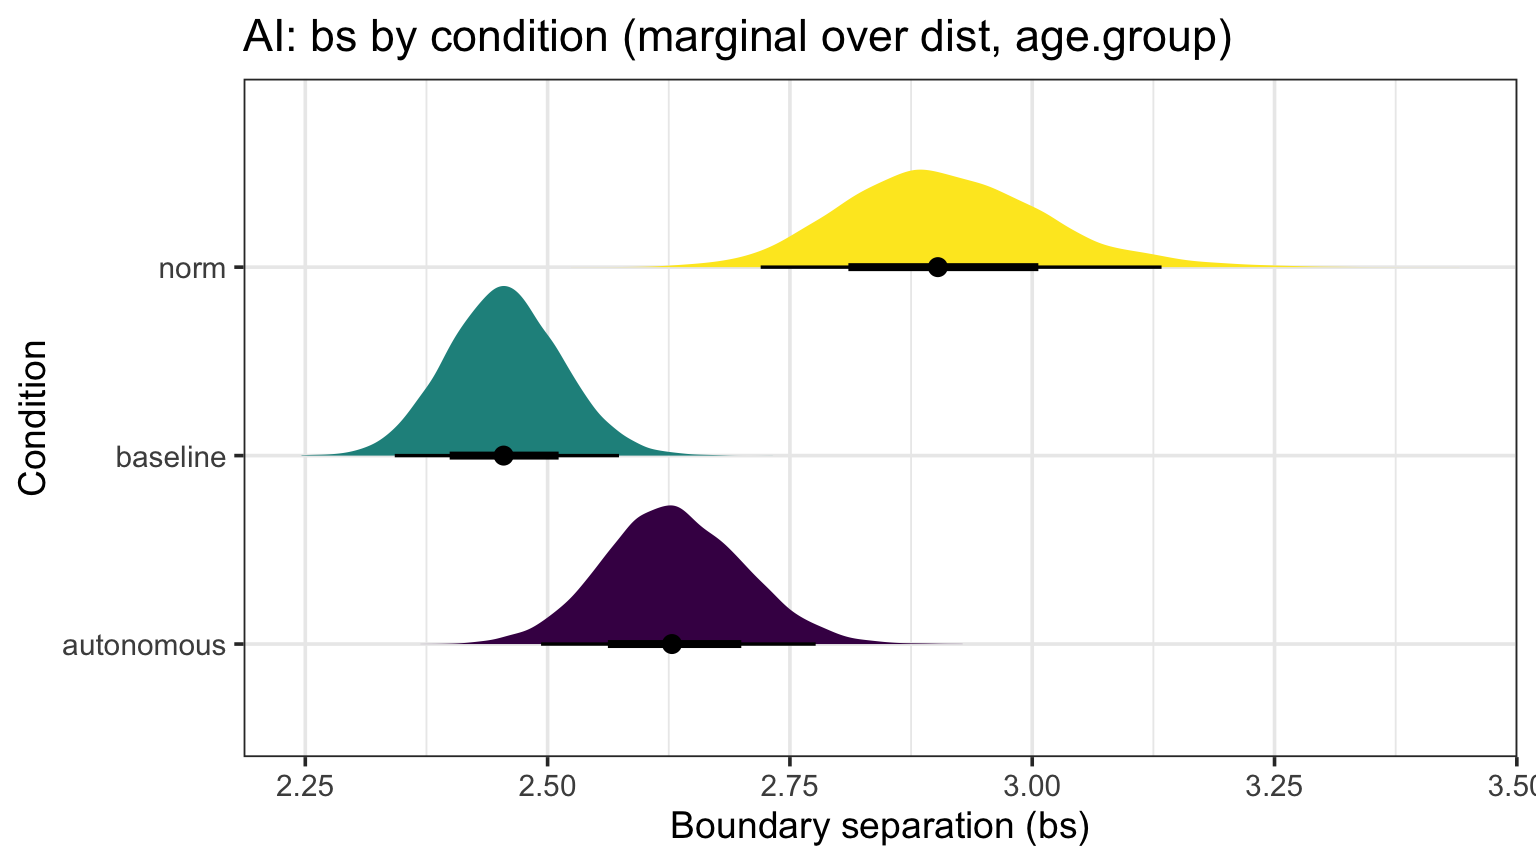 AI: bs by condition (marginal over dist, age.group)
Condition
norm
baseline
autonomous
2.25 2.50 2.75 3.00 3.25 3.50
Boundary separation (bs)